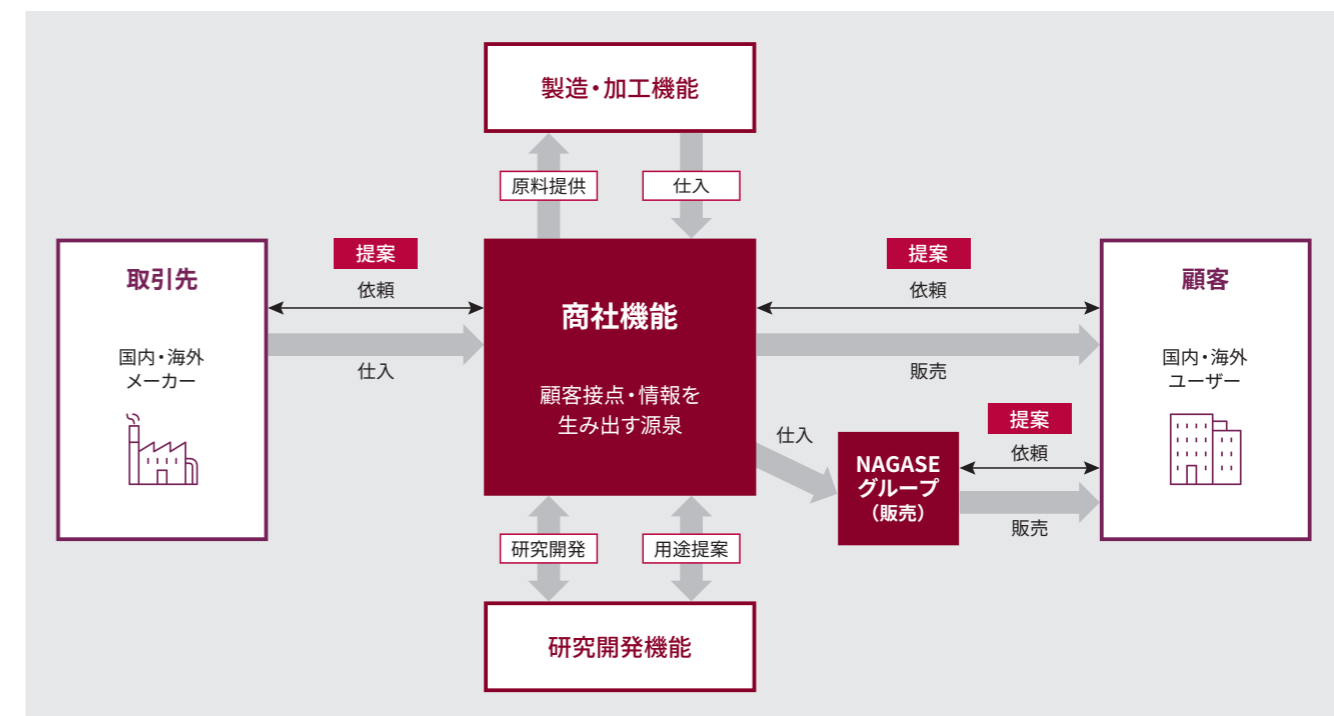 製造・加工機能
原料提供
仕入
取引先
国内・海外
メーカー
提案
依頼
仕入
商社機能
顧客接点・情報を
生み出す源泉
提案
依頼
販売
顧客
国内・海外
ユーザー
仕入
NAGASE
グループ
（販売）
提案
依頼
販売
研究開発
用途提案
研究開発機能